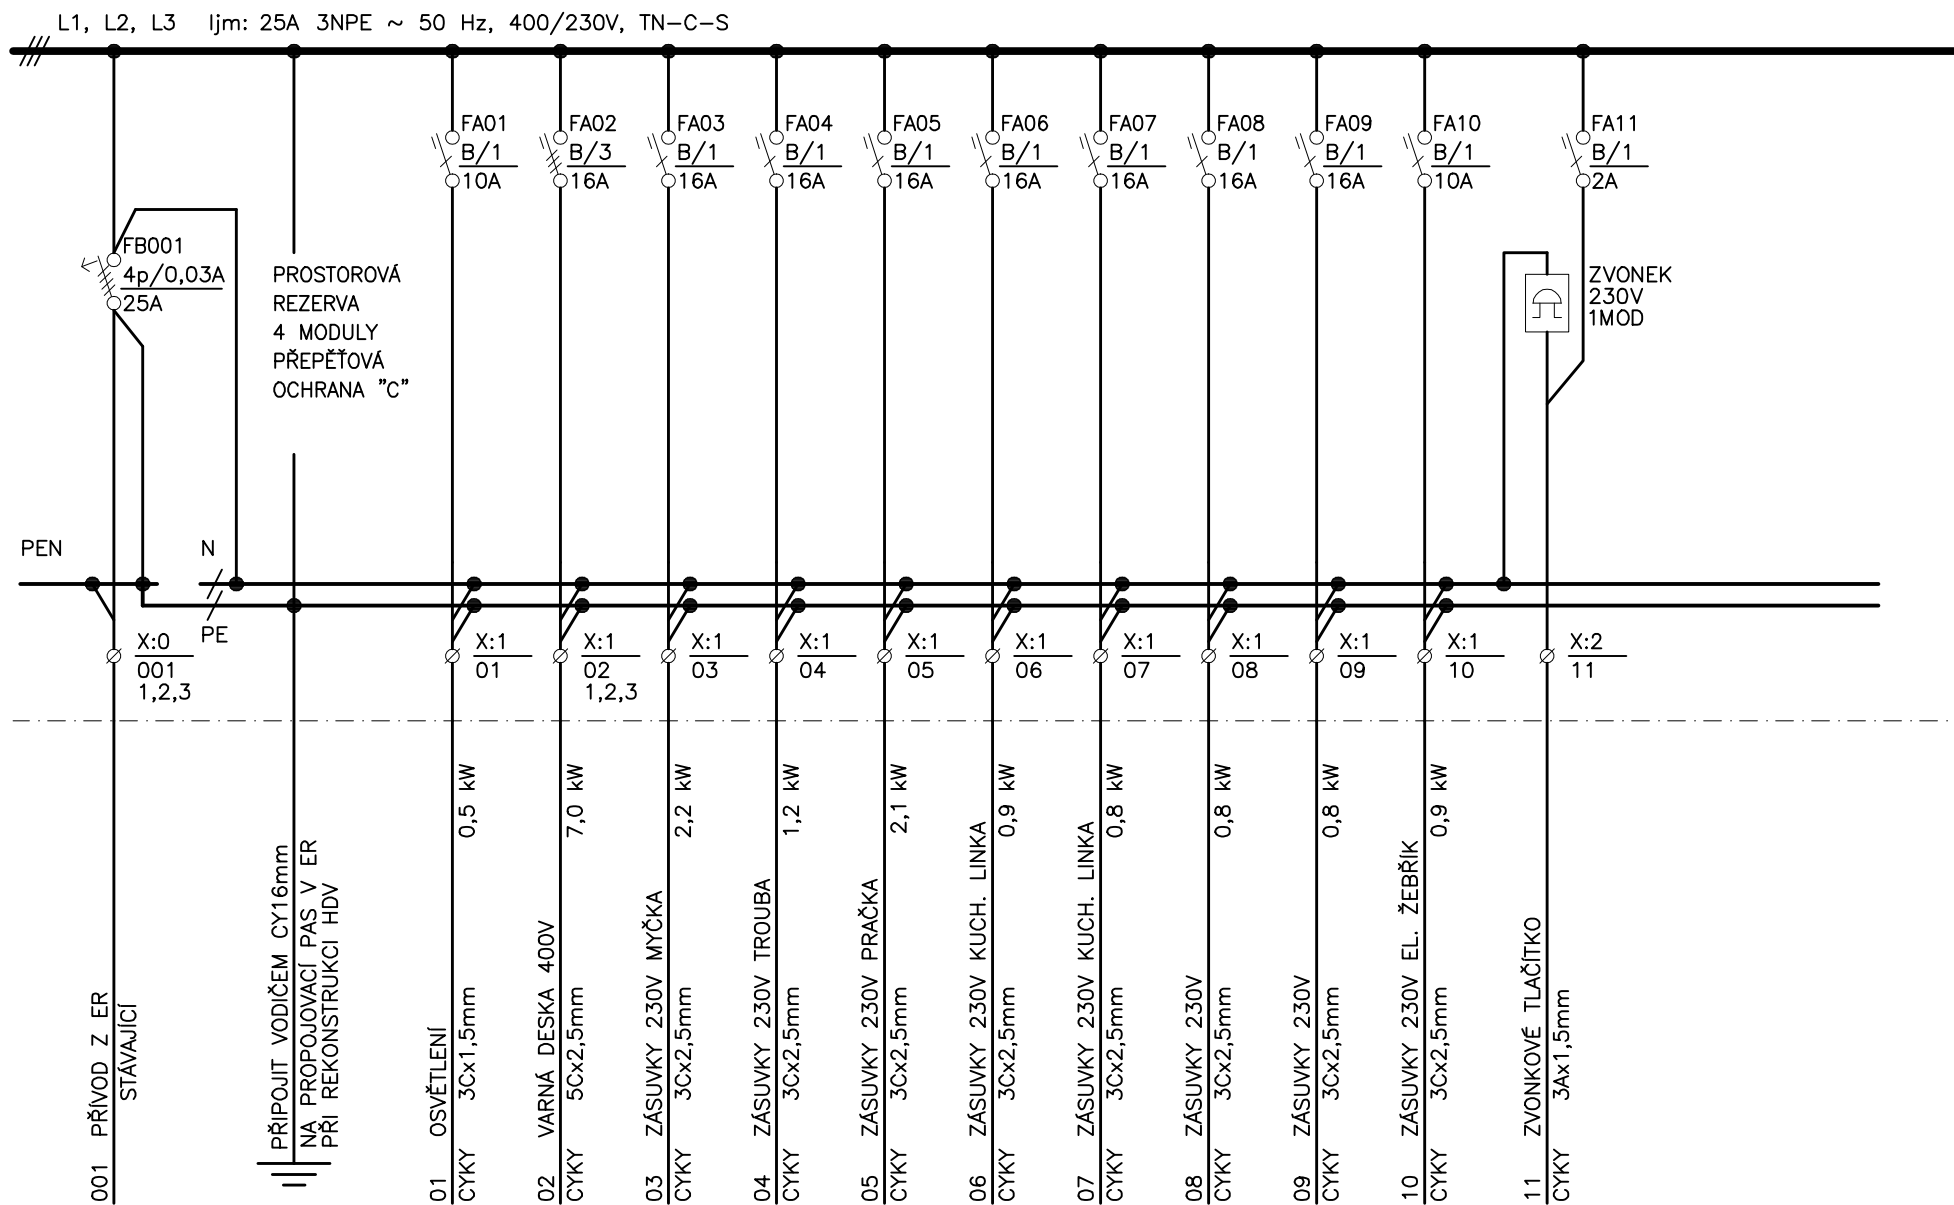 L1, L2, L3 Ijm: 25A 3NPE ~ 50 Hz, 400/230V, TN-C-S
FA01
B/1
10A
FA02
B/3
16A
FA03
B/1
16A
FA04
B/1
16A
FA05
B/1
16A
FA06
B/1
16A
FA07
B/1
16A
FA08
B/1
16A
FA09
B/1
16A
FA10
B/1
10A
FA11
B/1
2A
FB001
4p/0,03A
25A
PROSTOROVÁ
REZERVA
4 MODULY
PŘEPĚŤOVÁ
OCHRANA "C"
ZVONEK
230V
1MOD
PEN
N
PE
X:0
001
1,2,3
X:1
01
X:1
02
1,2,3
X:1
03
X:1
04
X:1
05
X:1
06
X:1
07
X:1
08
X:1
09
X:1
10
X:2
11
001 PŘÍVOD Z ER
STÁVAJÍCÍ
PŘIPOJIT VODIČEM CY16mm
NA PROPOJOVACÍ PAS V ER
PŘI REKONSTRUKCI HDV
01 OSVĚTLENÍ
CYKY 3Cx1,5mm 0,5 kW
02 VARNÁ DESKA 400V
CYKY 5Cx2,5mm 7,0 kW
03 ZÁSUVKY 230V MYČKA
CYKY 3Cx2,5mm 2,2 kW
04 ZÁSUVKY 230V TROUBA
CYKY 3Cx2,5mm 1,2 kW
05 ZÁSUVKY 230V PRAČKA
CYKY 3Cx2,5mm 2,1 kW
06 ZÁSUVKY 230V KUCH. LINKA
CYKY 3Cx2,5mm 0,9 kW
07 ZÁSUVKY 230V KUCH. LINKA
CYKY 3Cx2,5mm 0,8 kW
08 ZÁSUVKY 230V
CYKY 3Cx2,5mm 0,8 kW
09 ZÁSUVKY 230V
CYKY 3Cx2,5mm 0,8 kW
10 ZÁSUVKY 230V EL. ŽEBŘÍK
CYKY 3Cx2,5mm 0,9 kW
11 ZVONKOVÉ TLAČÍTKO
CYKY 3Ax1,5mm